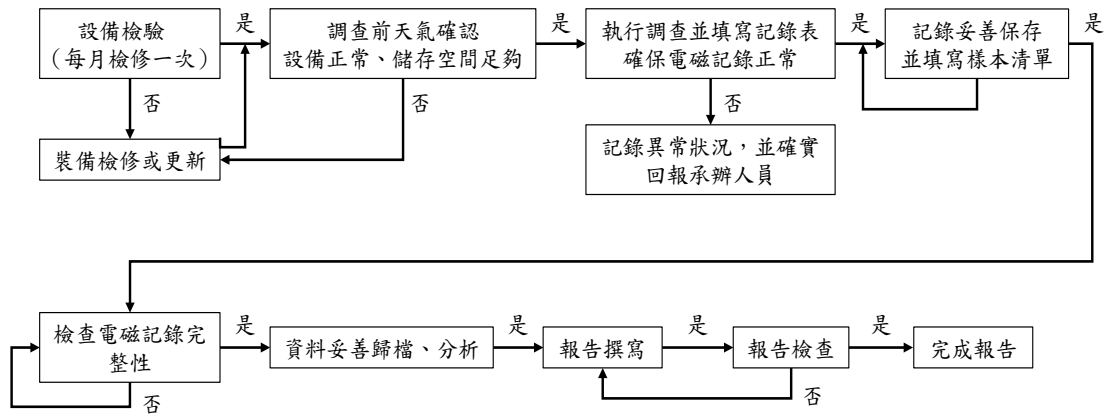 設備檢驗
（每月檢修一次）
是
調查前天氣確認
設備正常、儲存空間足夠
是
執行調查並填寫記錄表
確保電磁記錄正常
是
記錄妥善保存
並填寫樣本清單
是
否
否
否
否
裝備檢修或更新
記錄異常狀況，並確實
回報承辦人員
檢查電磁記錄完
整性
是
資料妥善歸檔、分析
是
報告撰寫
是
報告檢查
是
完成報告
否
否